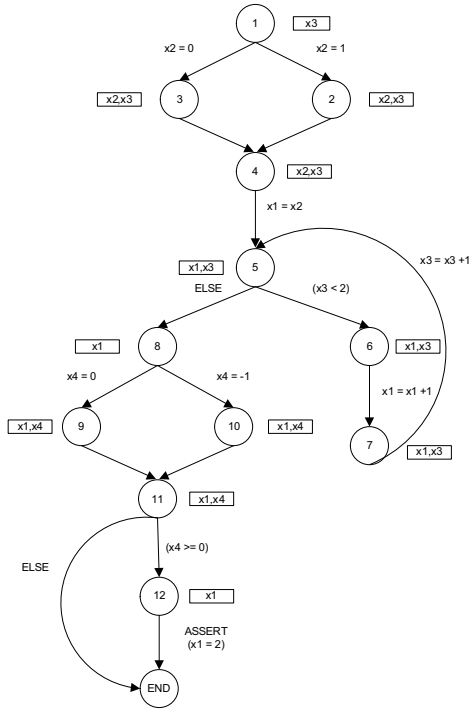 1
x3
x2 = 0
x2 = 1
x2,x3
3
2
x2,x3
4
x2,x3
x1 = x2
x3 = x3 +1
x1,x3
5
ELSE
(x3 < 2)
x1
8
6
x1,x3
x4 = 0
x4 = -1
x1 = x1 +1
x1,x4
9
10
x1,x4
7
x1,x3
11
x1,x4
(x4 >= 0)
ELSE
12
x1
ASSERT
(x1 = 2)
END